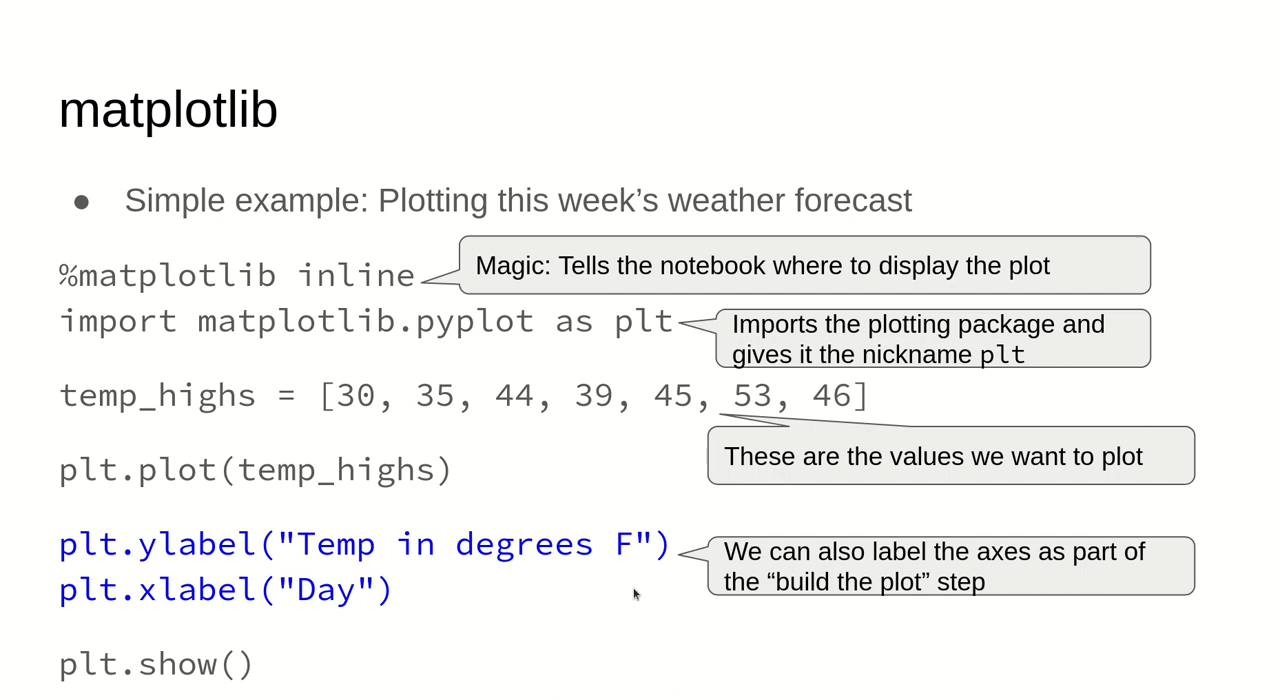 matplotlib
● Simple example: Plotting this week’s weather forecast
%matplotlib inline
Magic: Tells the notebook where to display the plot
import matplotlib.pyplot as plt
Imports the plotting package and
gives it the nickname plt
temp_highs = [30, 35, 44, 39, 45, 53, 46]
These are the values we want to plot
plt.plot(temp_highs)
plt.ylabel("Temp in degrees F")
plt.xlabel("Day")
We can also label the axes as part of
the “build the plot” step
plt.show()